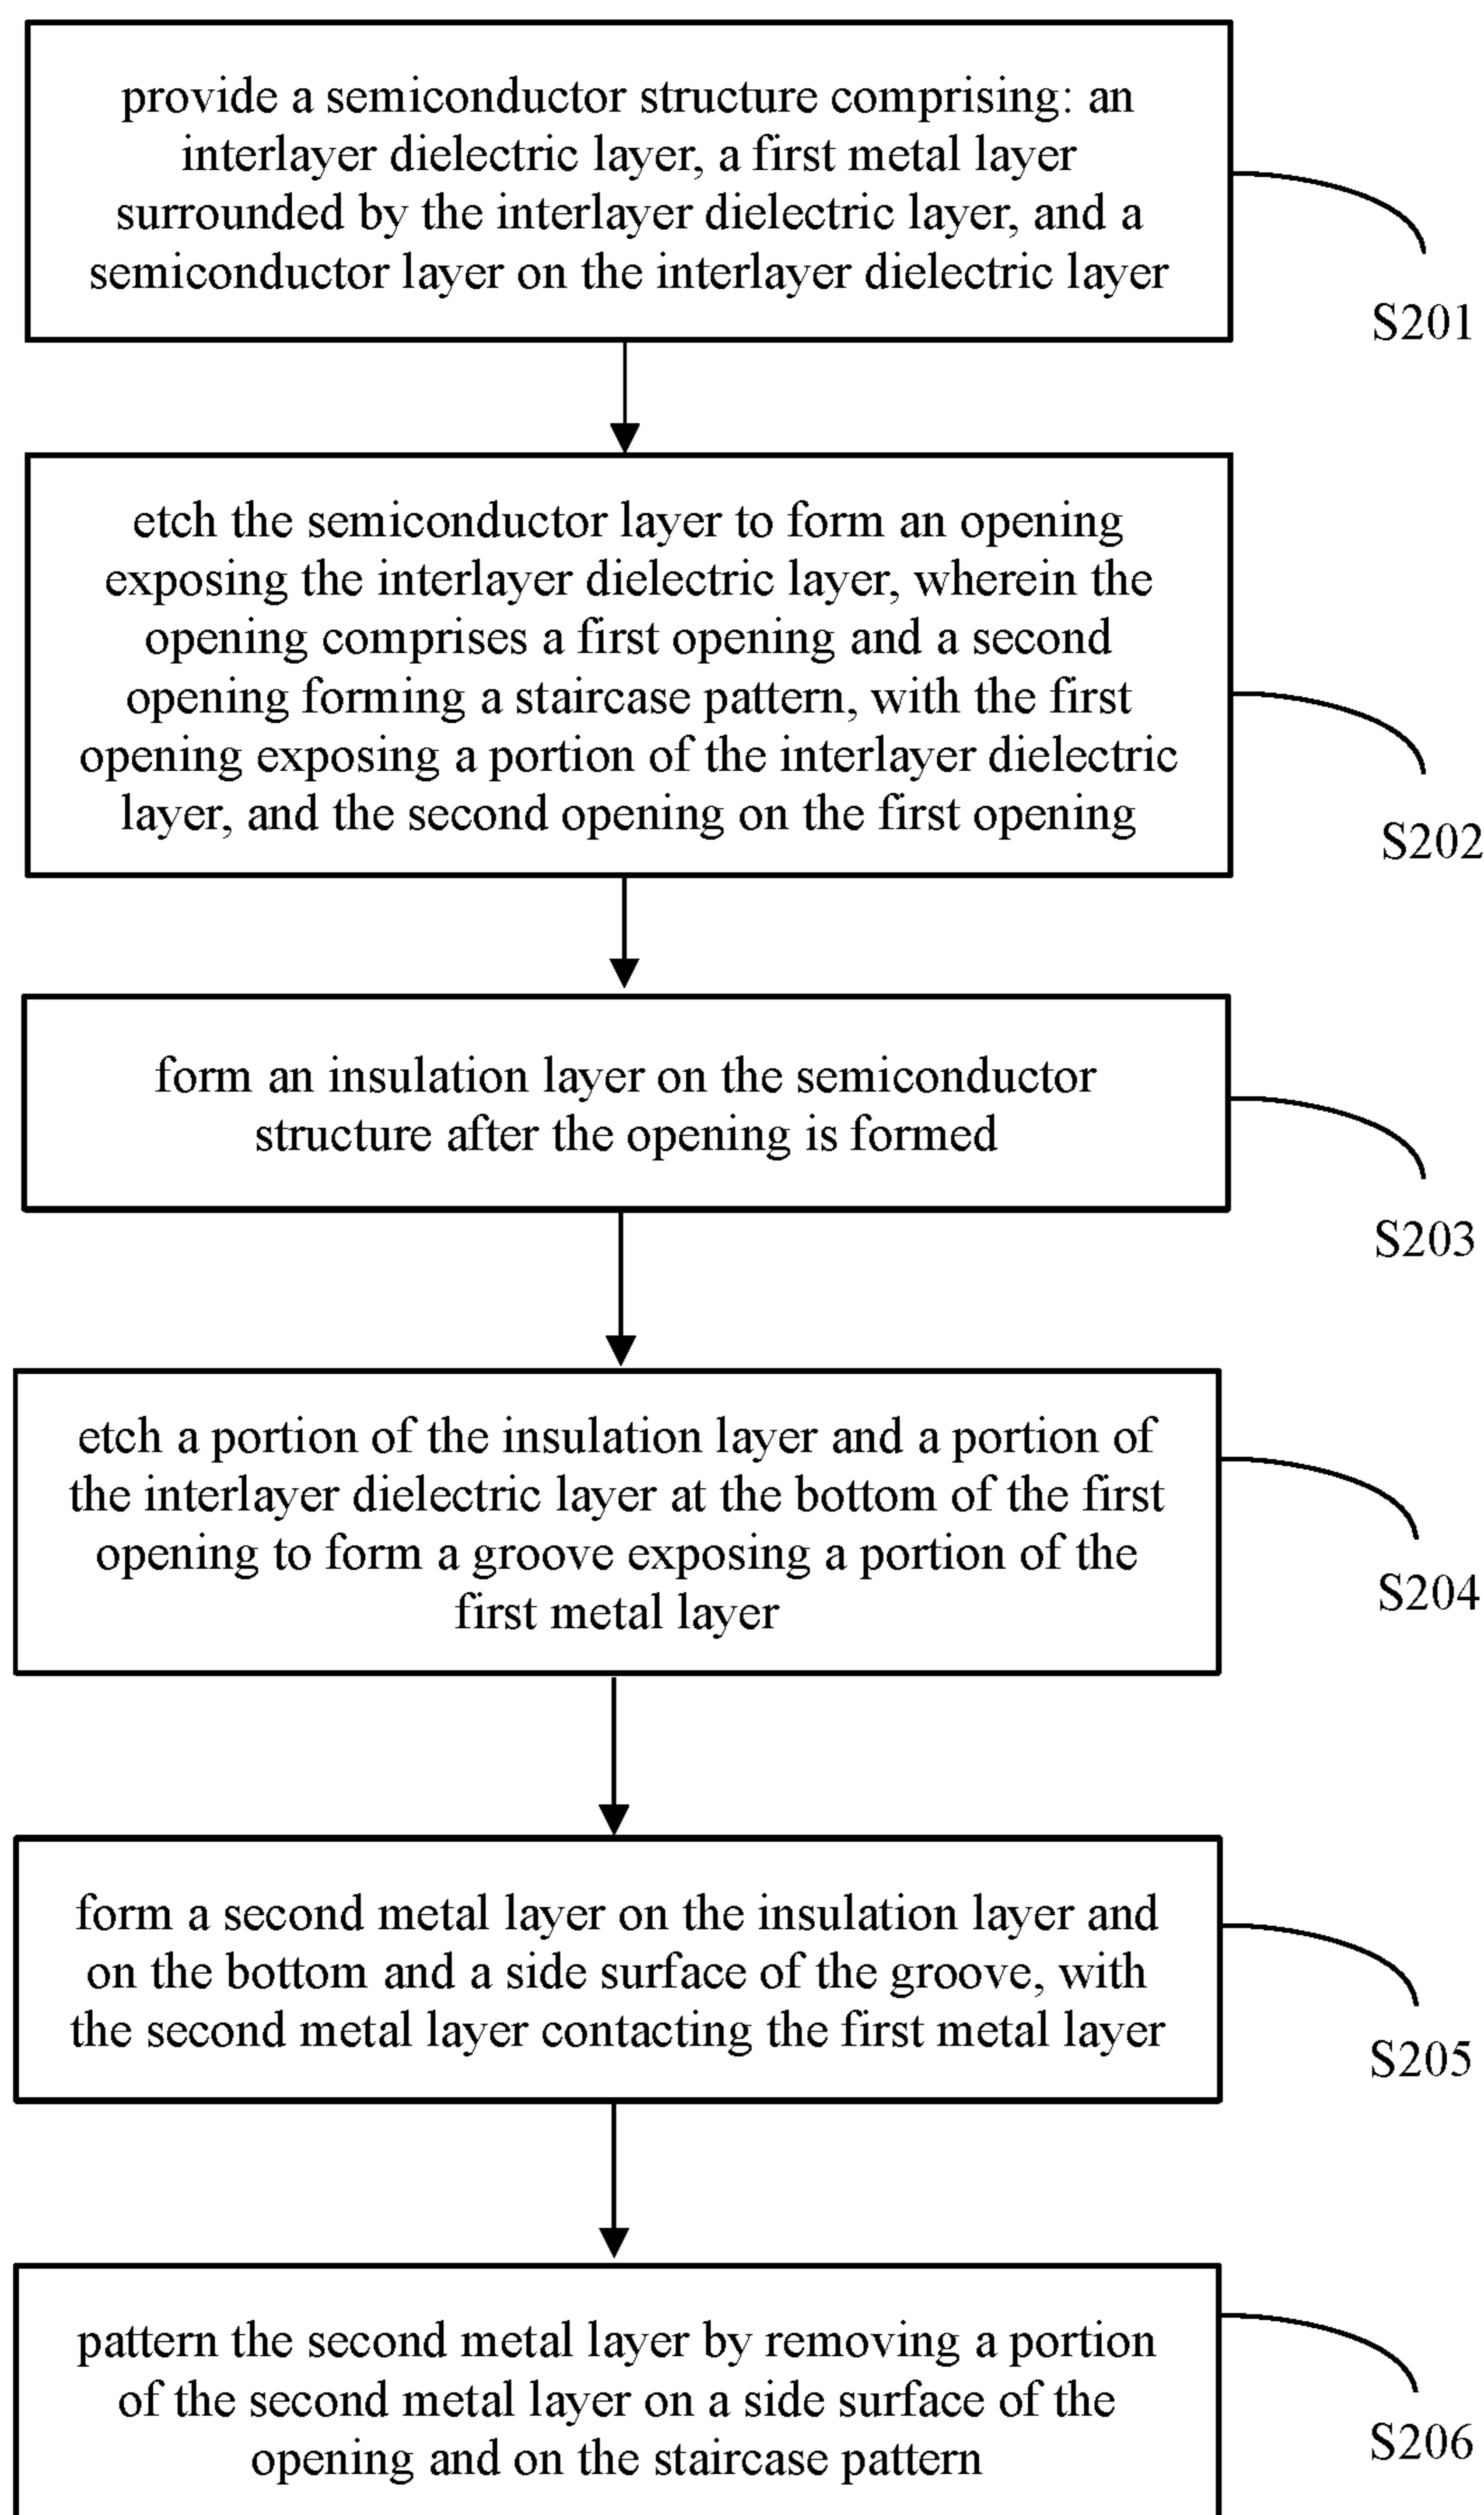 provide a semiconductor structure comprising: an
interlayer dielectric layer, a first metal layer
surrounded by the interlayer dielectric layer, and a
semiconductor layer on the interlayer dielectric layer
S201
etch the semiconductor layer to form an opening
exposing the interlayer dielectric layer, wherein the
opening comprises a first opening and a second
opening forming a staircase pattern, with the first
opening exposing a portion of the interlayer dielectric
layer, and the second opening on the first opening
S202
form an insulation layer on the semiconductor
structure after the opening is formed
S203
etch a portion of the insulation layer and a portion of
the interlayer dielectric layer at the bottom of the first
opening to form a groove exposing a portion of the
first metal layer
S204
form a second metal layer on the insulation layer and
on the bottom and a side surface of the groove, with
the second metal layer contacting the first metal layer
S205
pattern the second metal layer by removing a portion
of the second metal layer on a side surface of the
opening and on the staircase pattern
S206